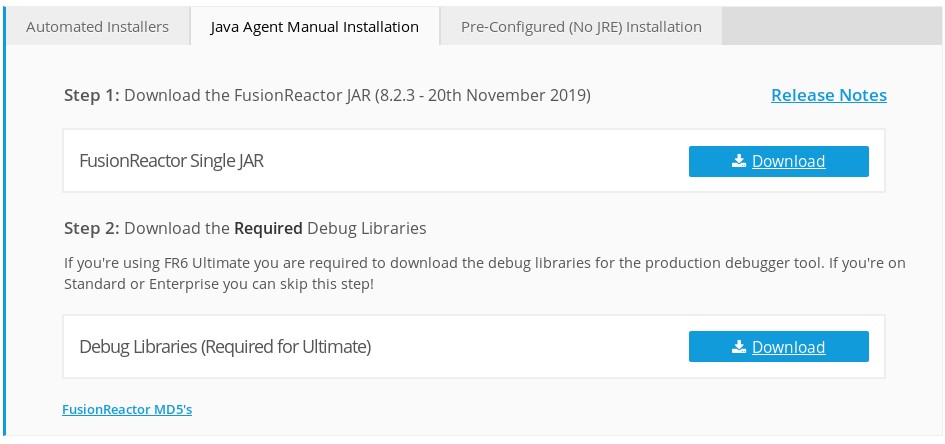 Automated Installers
Java Agent Manual Installation
Pre-Configured (No JRE) Installation
Step 1: Download the FusionReactor JAR (8.2.3 - 20th November 2019)
Release Notes
FusionReactor Single JAR
Download
Step 2: Download the Required Debug Libraries
If you're using FR6 Ultimate you are required to download the debug libraries for the production debugger tool. If you're on
Standard or Enterprise you can skip this step!
Debug Libraries (Required for Ultimate)
Download
FusionReactor MD5's